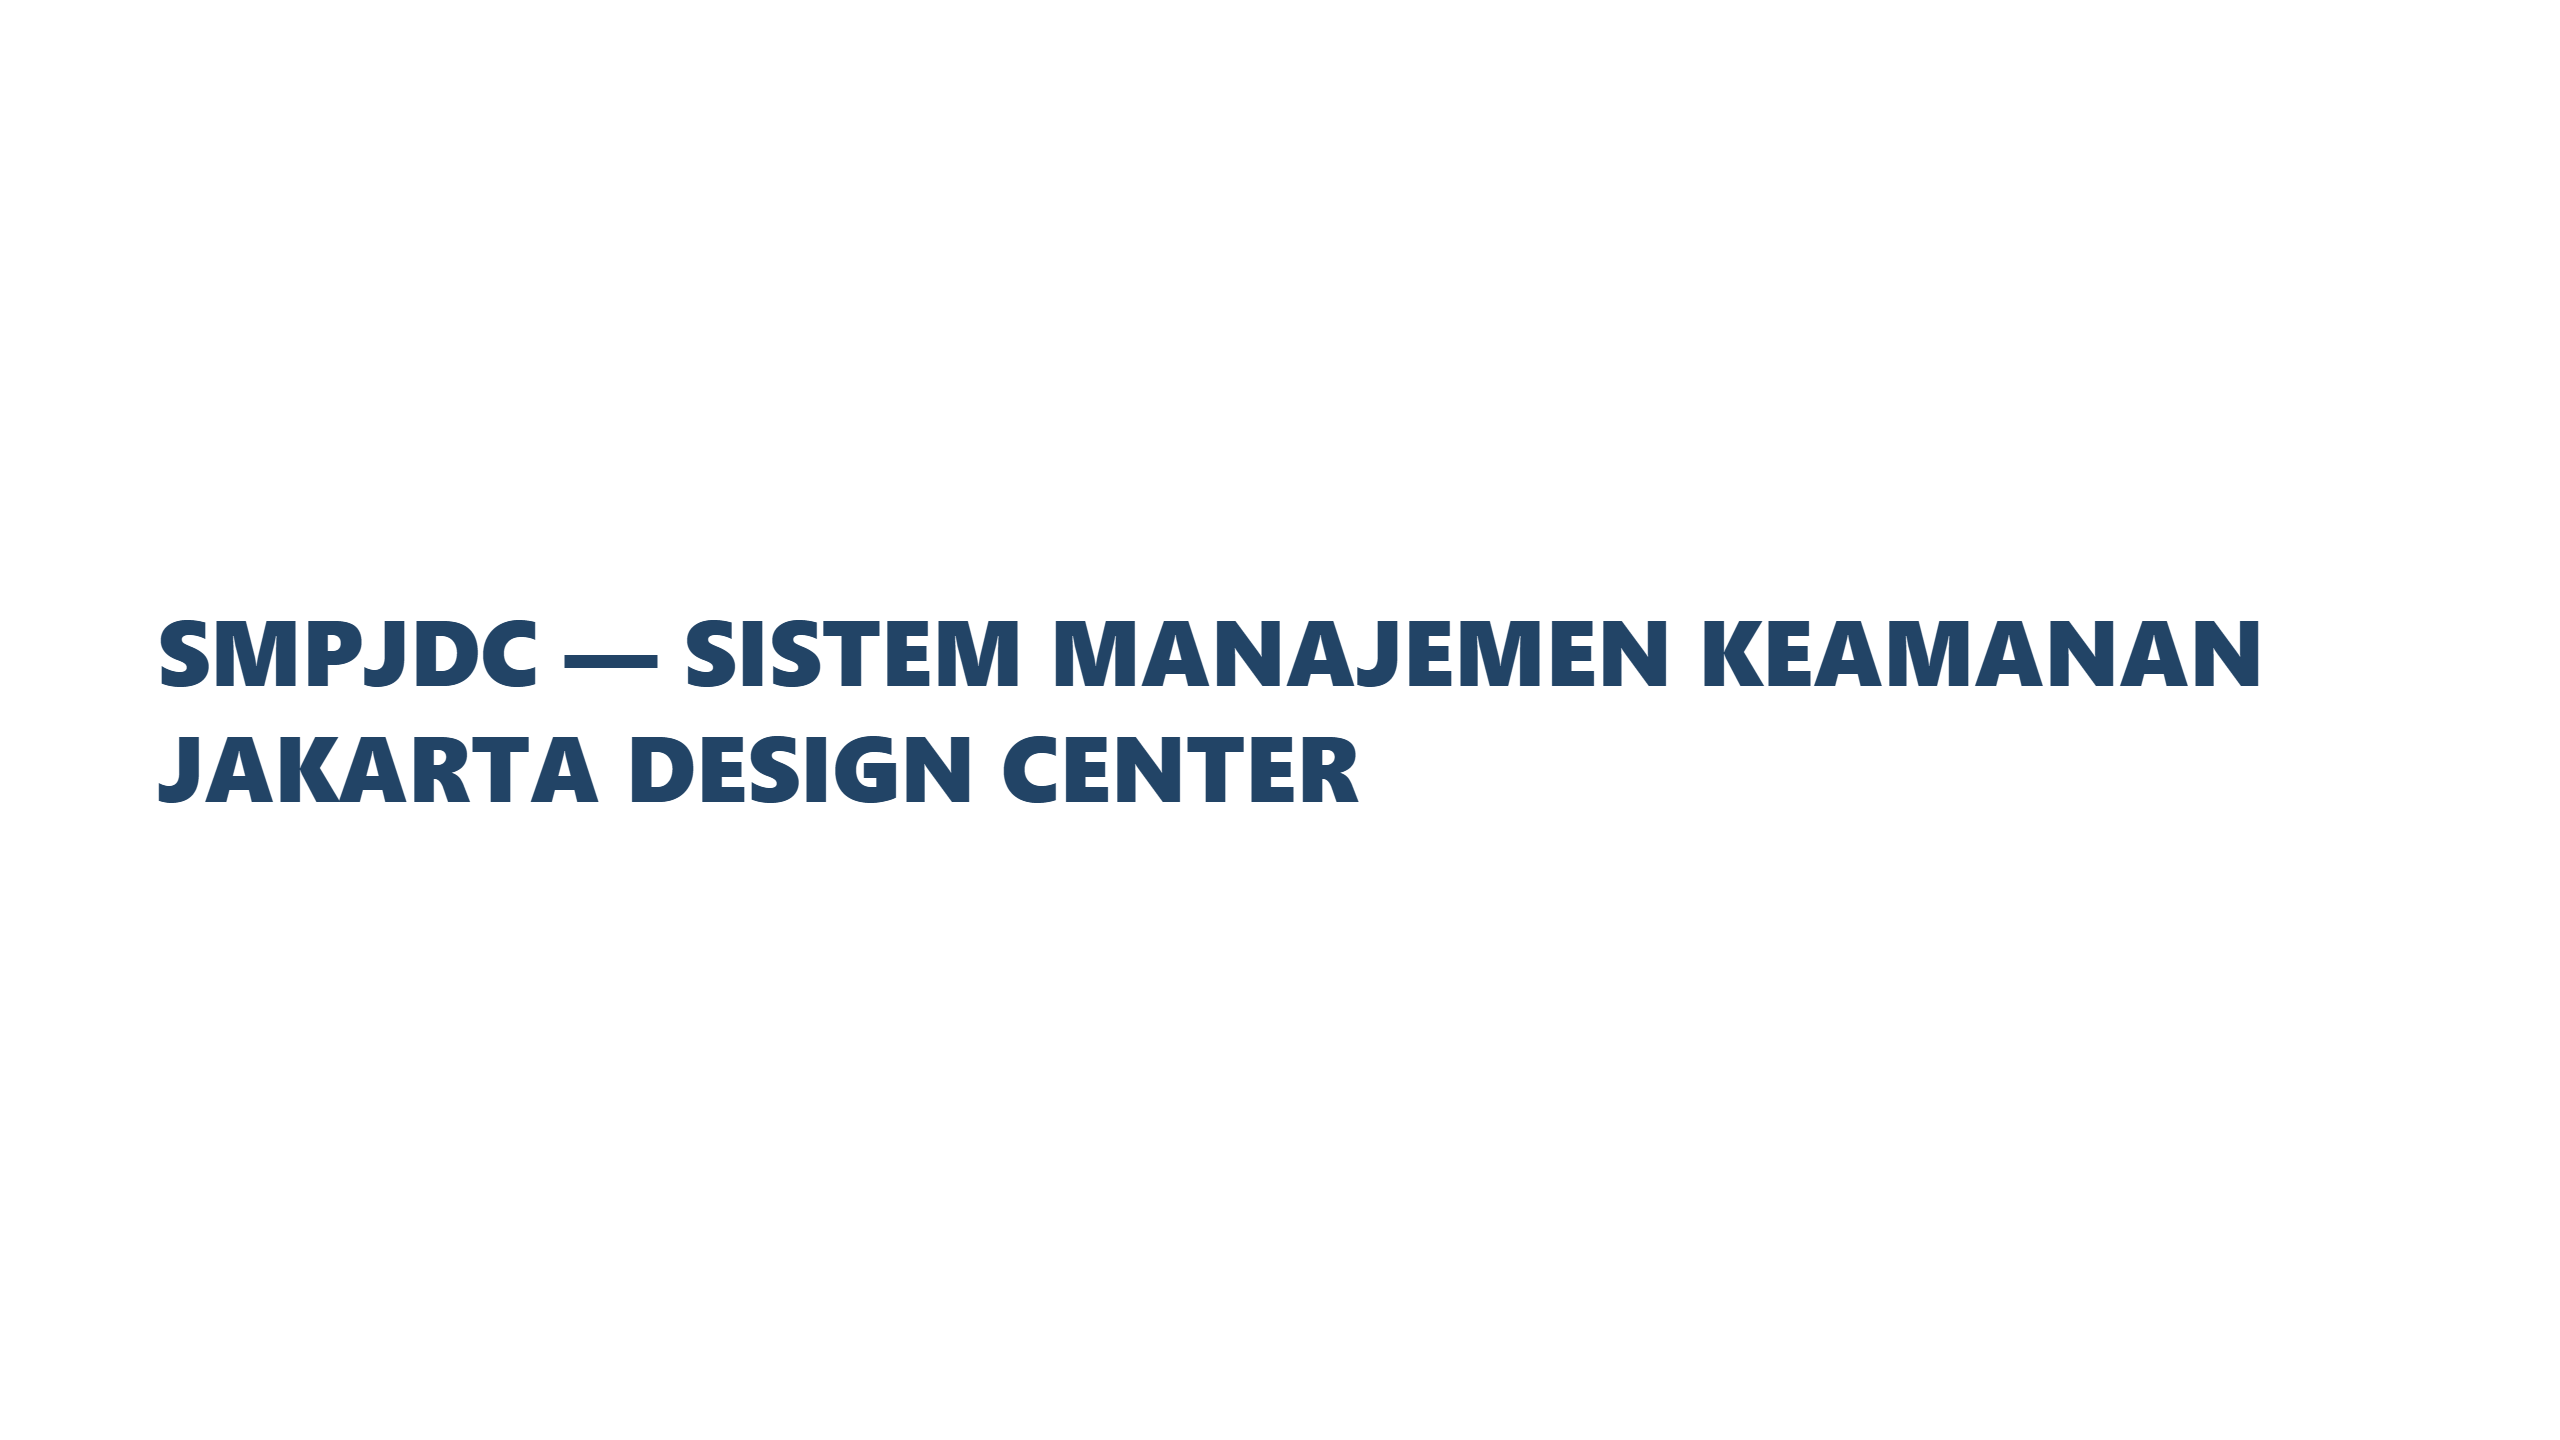 SMPJDC — SISTEM MANAJEMEN KEAMANAN
JAKARTA DESIGN CENTER